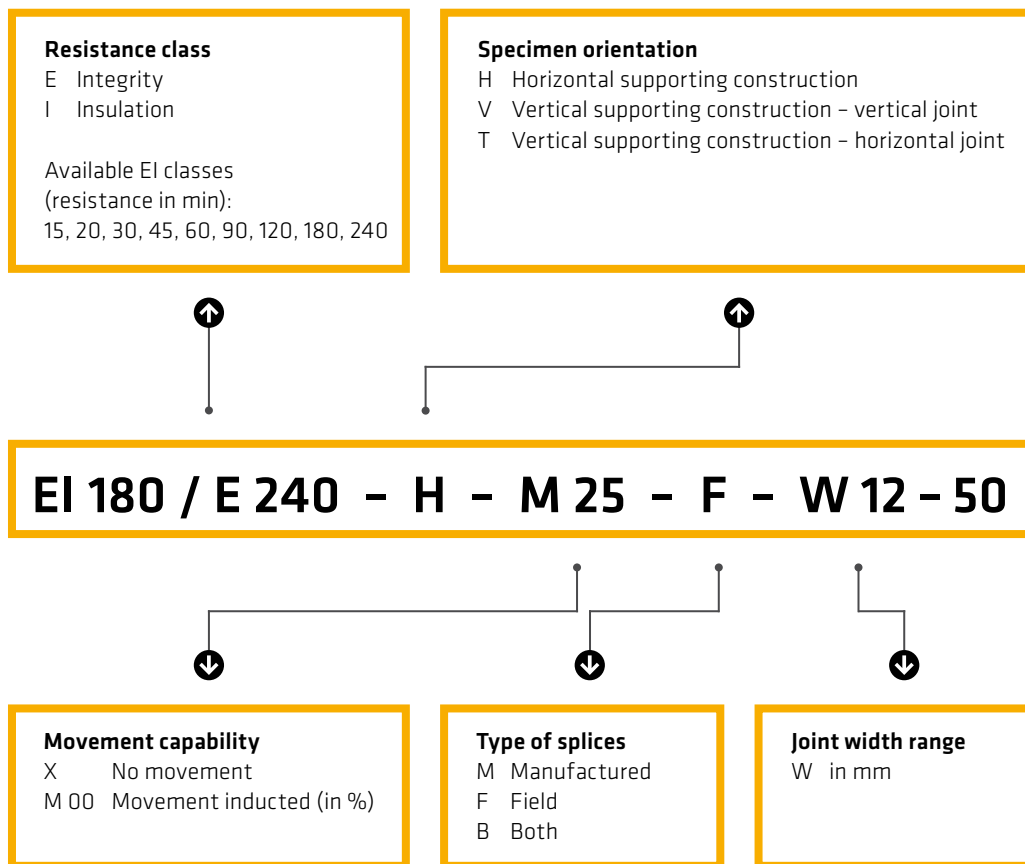 Resistance class
E Integrity
I Insulation
Available EI classes
(resistance in min):
15, 20, 30, 45, 60, 90, 120, 180, 240
Specimen orientation
H Horizontal supporting construction
V Vertical supporting construction – vertical joint
T Vertical supporting construction – horizontal joint
EI 180 / E 240 – H – M 25 – F – W 12 – 50
Movement capability
X No movement
M 00 Movement inducted (in %)
Type of splices
M Manufactured
F Field
B Both
Joint width range
W in mm